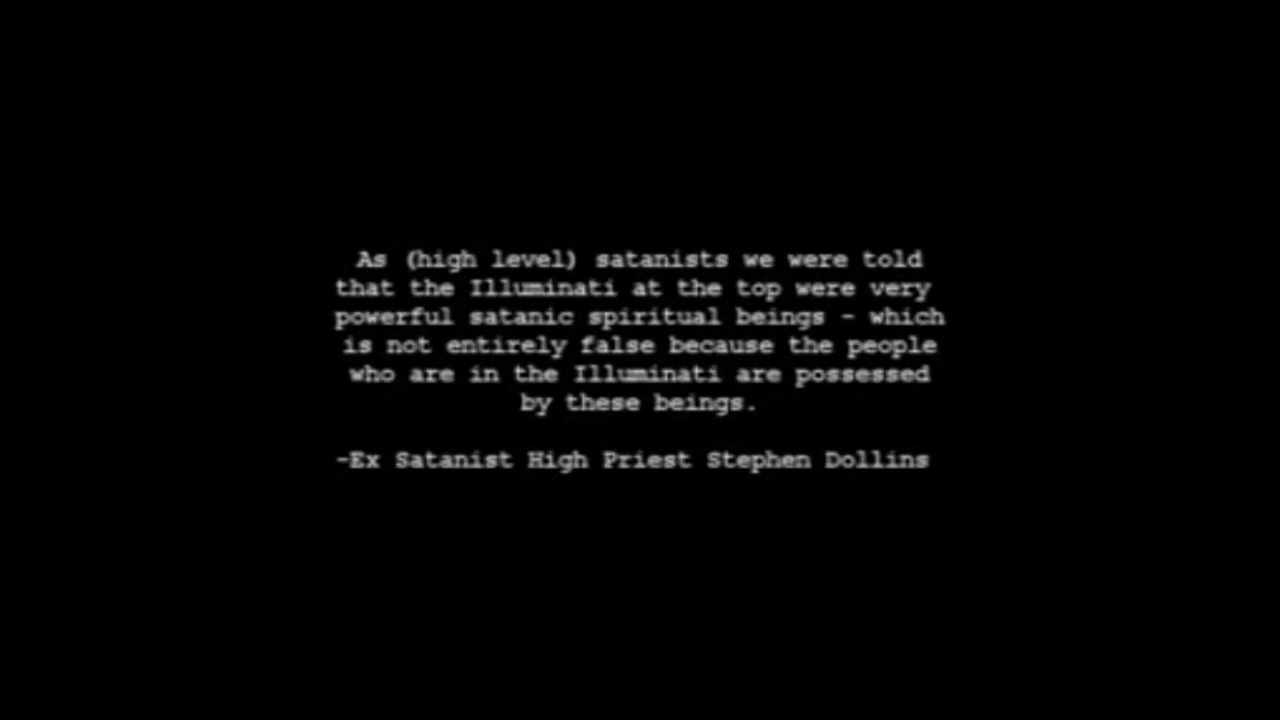 As (high level) satanists we were told
that the Illuminati at the top were very
powerful satanic spiritual beings - which
is not entirely false because the people
who are in the Illuminati are possessed
by these beings.
-Ex Satanist High Priest Stephen Dollins